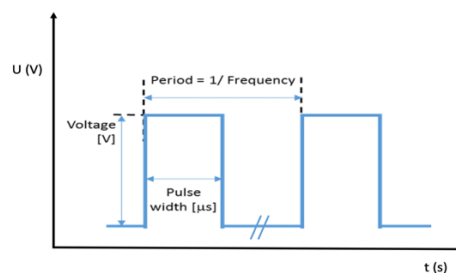 U (V)
Period = 1/ Frequency
Voltage
[V]
Pulse
width [µs]
t (s)